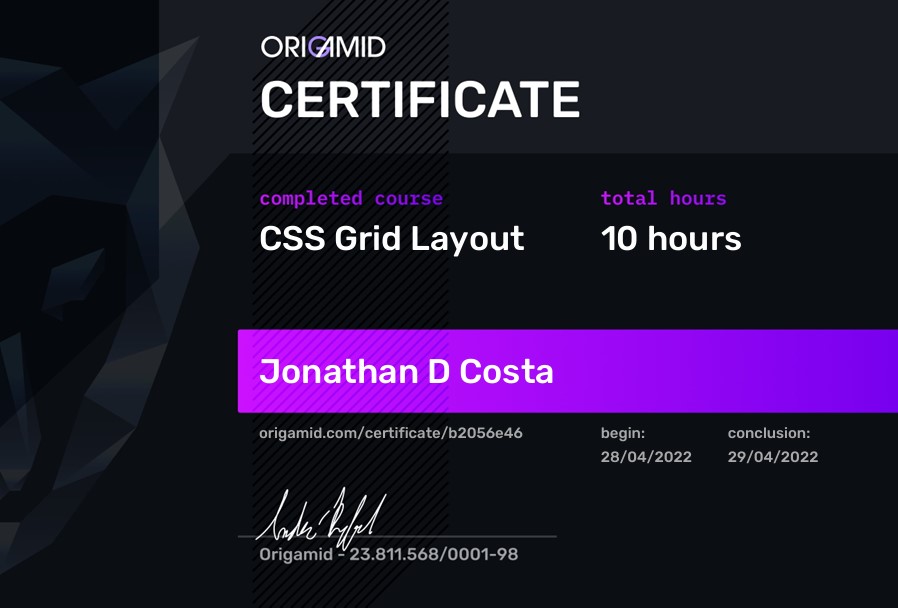 ORIGAMID
CERTIFICATE
completed course
CSS Grid Layout
total hours
10 hours
Jonathan D Costa
origamid.com/certificate/b2056e46
begin:
28/04/2022
conclusion:
29/04/2022
Origamid - 23.811.568/0001-98